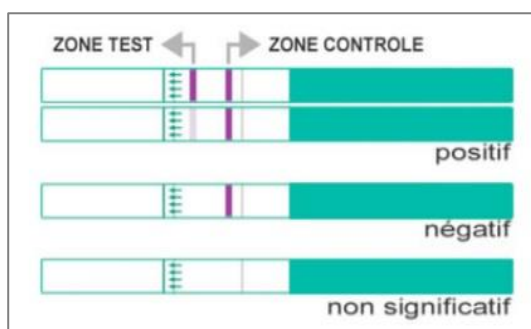 ZONE TEST ZONE CONTROLE
positif
négatif
non significatif